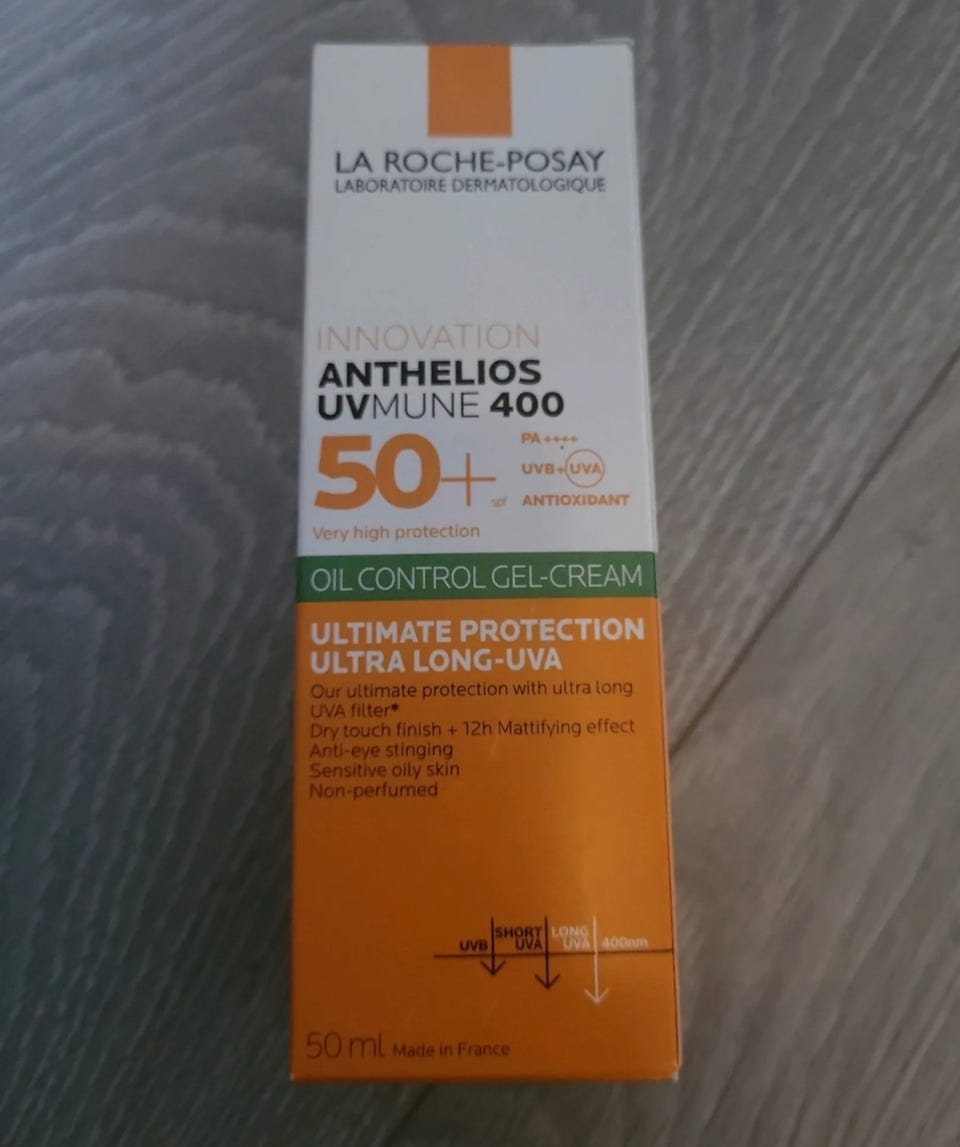 LA ROCHE-POSAY
LABORATOIRE DERMATOLOGIQUE
INNOVATION
ANTHELIOS
UVMUNE 400
50+ spf
PA++++
UVB+UVA
ANTIOXIDANT
Very high protection
OIL CONTROL GEL-CREAM
ULTIMATE PROTECTION
ULTRA LONG-UVA
Our ultimate protection with ultra long
UVA filter*
Dry touch finish + 12h Mattifying effect
Anti-eye stinging
Sensitive oily skin
Non-perfumed
UVB SHORT UVA LONG UVA 400nm
50 ml Made in France